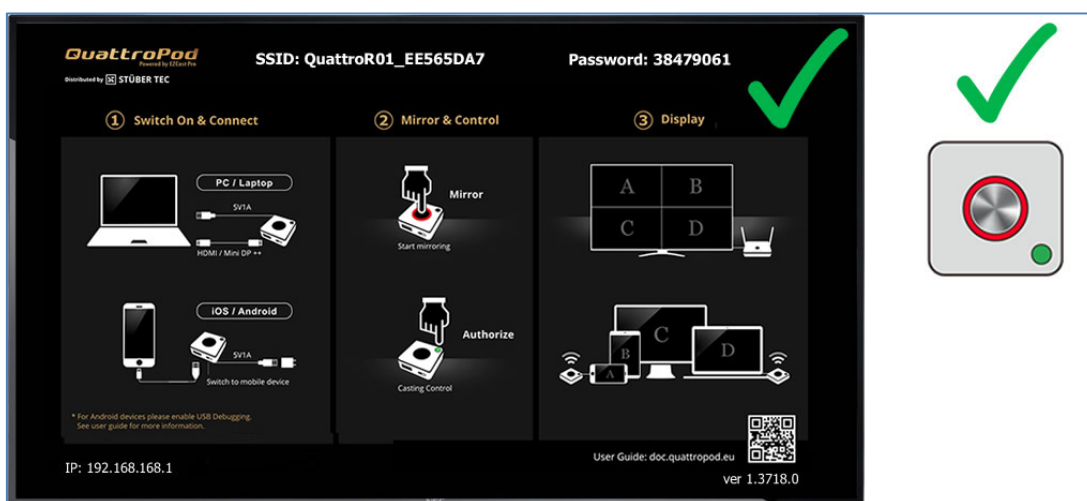 QuattroPod
Powered by EZCast Pro
Distributed by STÜBER TEC
SSID: QuattroR01_EE565DA7
Password: 38479061
1 Switch On & Connect
2 Mirror & Control
3 Display
PC / Laptop
5V1A
HDMI / Mini DP ++
iOS / Android
5V1A
Switch to mobile device
* For Android devices please enable USB Debugging.
See user guide for more information.
Mirror
Start mirroring
Authorize
Casting Control
A B
C D
A
B
C
D
User Guide: doc.quattropod.eu
IP: 192.168.168.1
ver 1.3718.0